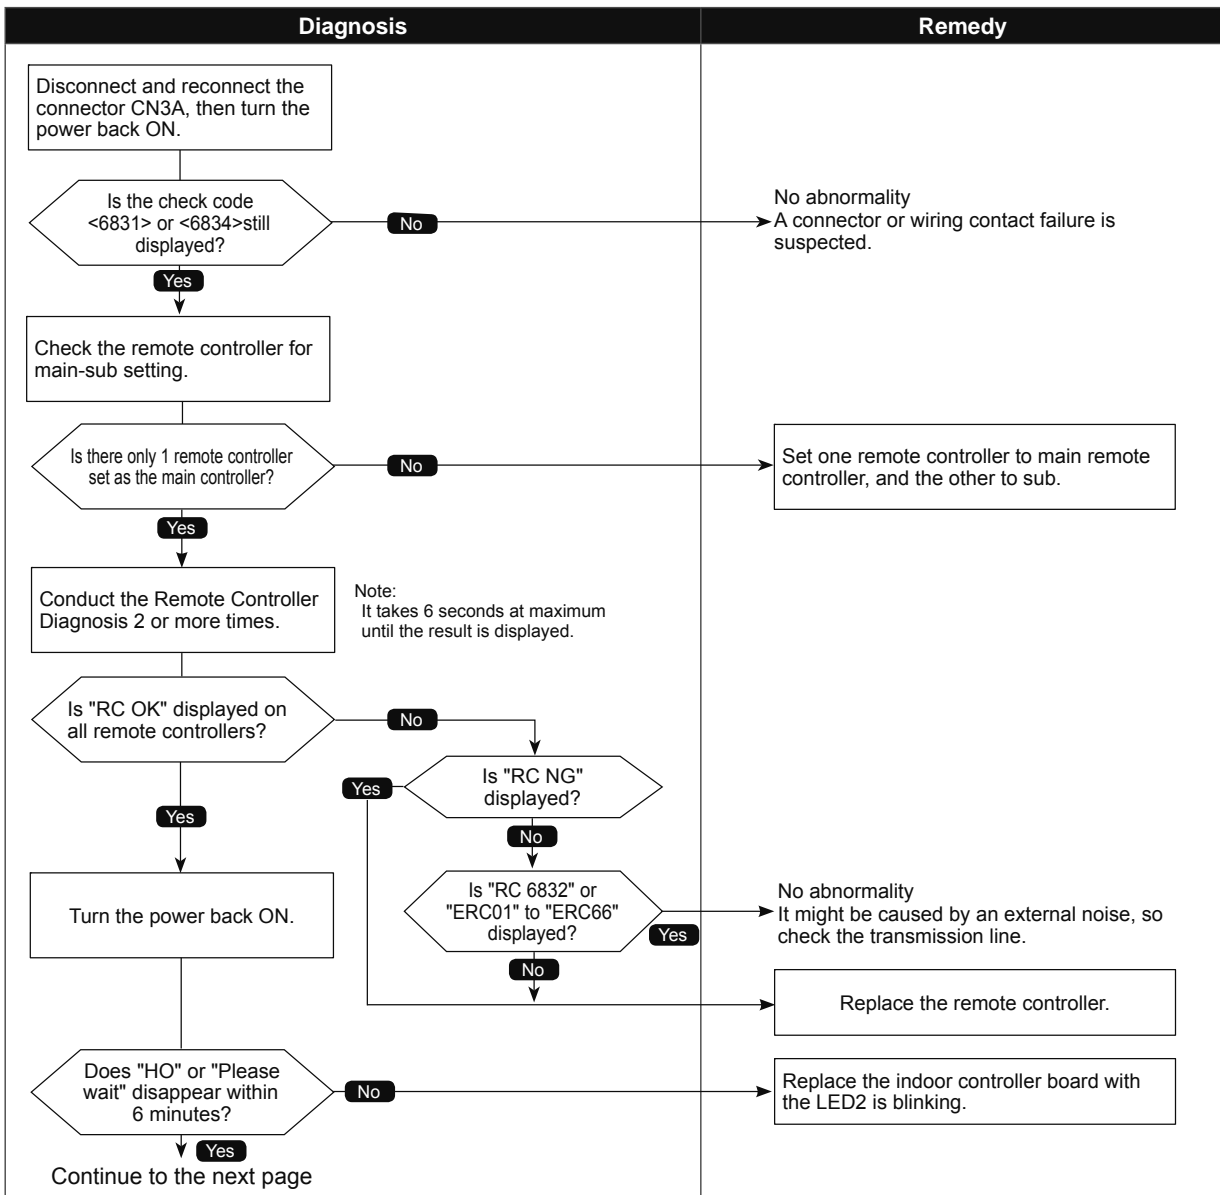 Diagnosis
Remedy
Disconnect and reconnect the
connector CN3A, then turn the
power back ON.
Is the check code
<6831> or <6834>still
displayed?
No
No abnormality
A connector or wiring contact failure is
suspected.
Yes
Check the remote controller for
main-sub setting.
Is there only 1 remote controller
set as the main controller?
No
Set one remote controller to main remote
controller, and the other to sub.
Yes
Conduct the Remote Controller
Diagnosis 2 or more times.
Note:
It takes 6 seconds at maximum
until the result is displayed.
Is "RC OK" displayed on
all remote controllers?
No
Is "RC NG"
displayed?
Yes
No
Yes
Is "RC 6832" or
"ERC01" to "ERC66"
displayed?
Yes
No abnormality
It might be caused by an external noise, so
check the transmission line.
No
Replace the remote controller.
Turn the power back ON.
Does "HO" or "Please
wait" disappear within
6 minutes?
No
Replace the indoor controller board with
the LED2 is blinking.
Yes
Continue to the next page